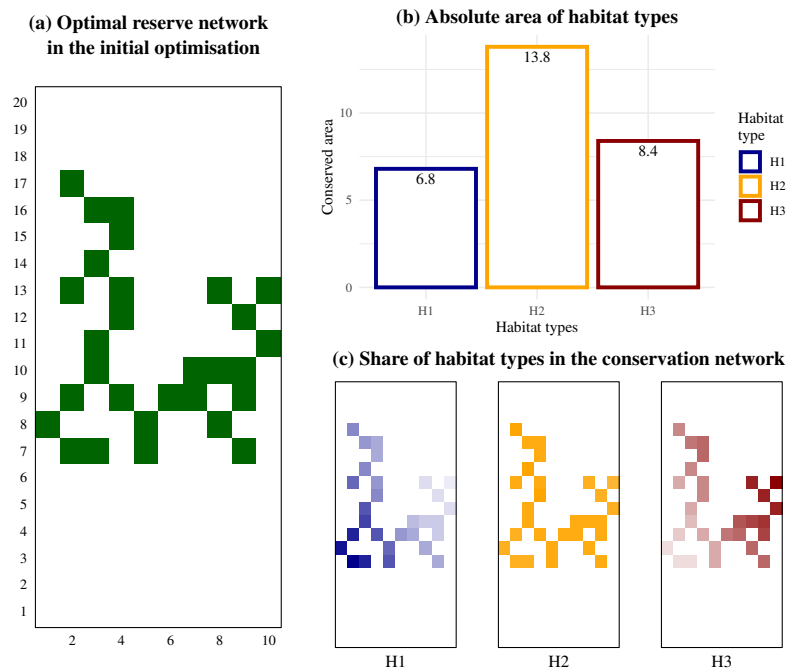 (a) Optimal reserve network
in the initial optimisation
20
19
18
17
16
15
14
13
12
11
10
9
8
7
6
5
4
3
2
1
2 4 6 8 10
(b) Absolute area of habitat types
Conserved area
10
5
0
6.8
13.8
8.4
H1 H2 H3
Habitat types
Habitat
type
H1
H2
H3
(c) Share of habitat types in the conservation network
H1 H2 H3